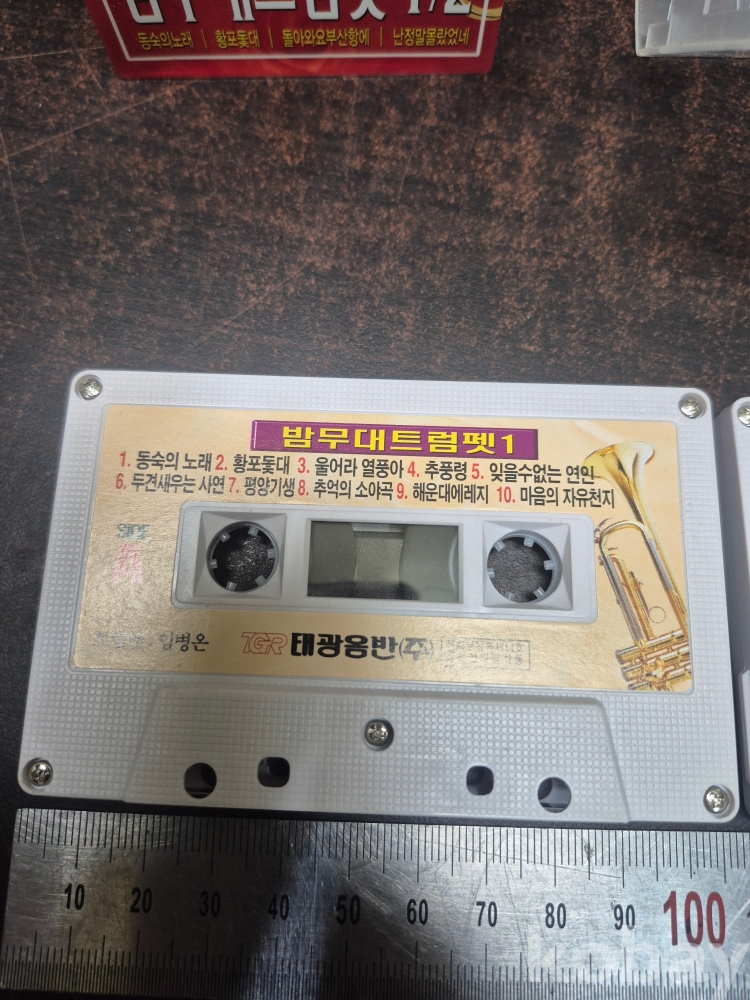 동숙의노래 | 황포돛대 | 돌아와요부산항에 | 난정말몰랐었네
밤무대트럼펫1
1. 동숙의 노래 2. 황포돛대 3. 울어라 열풍아 4. 추풍령 5. 잊을수없는 연인
6. 두견새우는 사연 7. 평양기생 8. 추억의 소야곡 9. 해운대에레지 10. 마음의 자유천지
SIDE
임병온 TGR 태광음반(주)
10 20 30 40 50 60 70 80 90 100
kobay